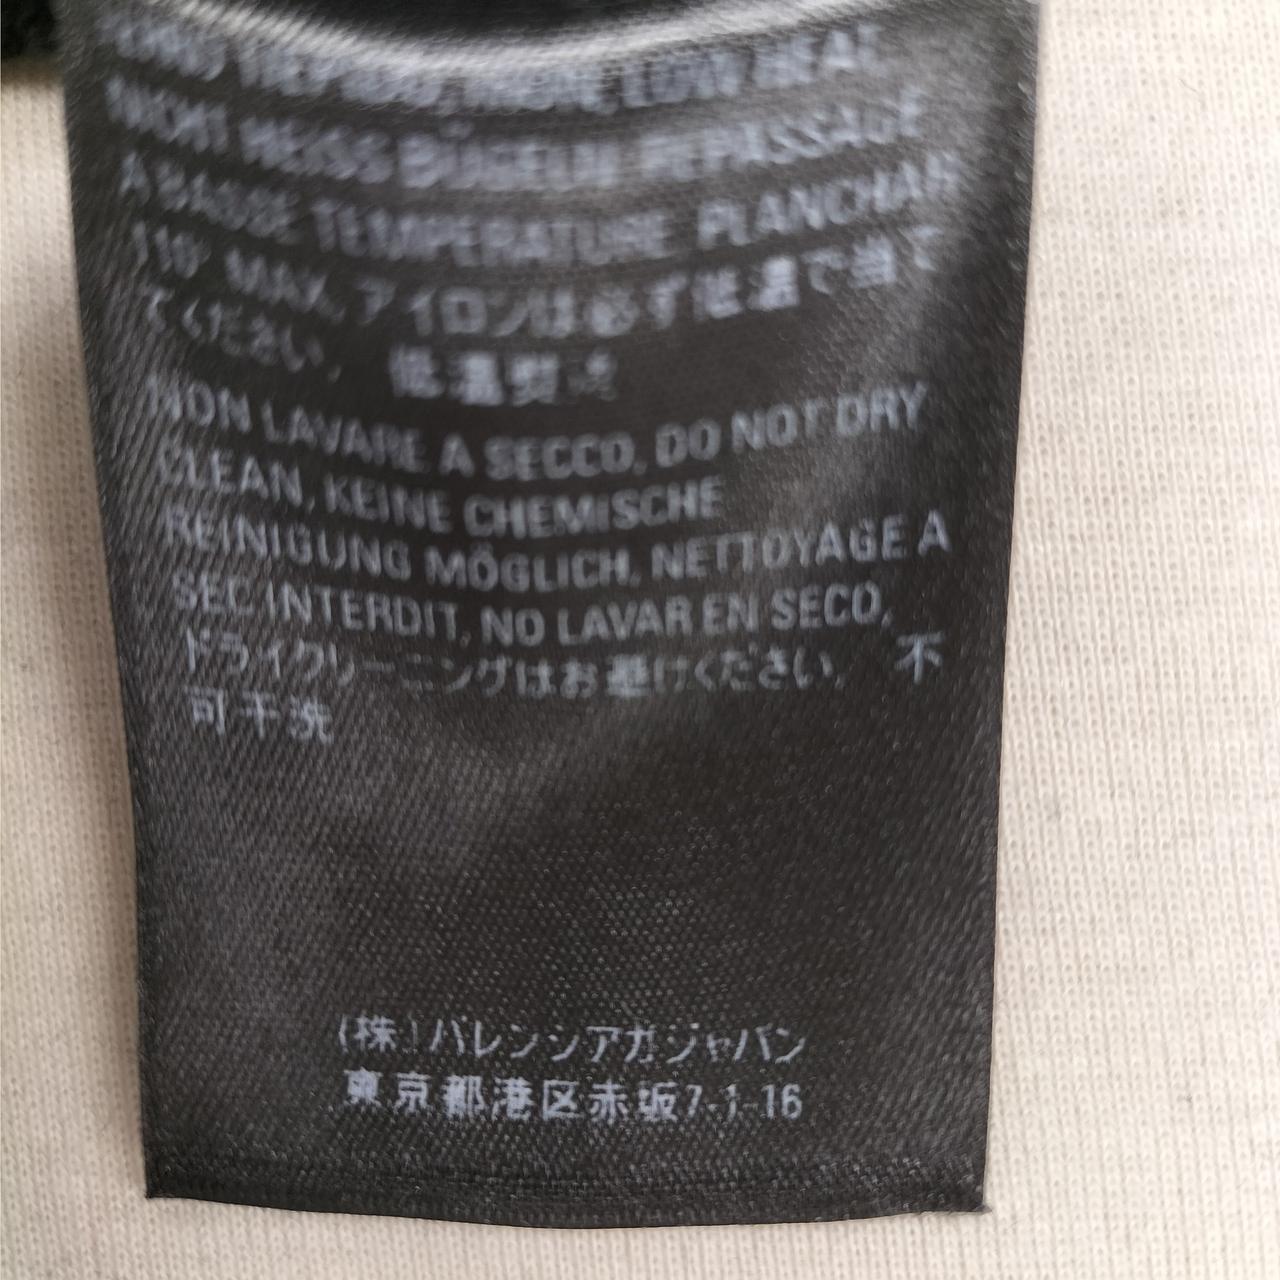 LOW HEAT
NICHT HEISS BÜGELN, REPASSAGE
A BASSE TEMPERATURE, PLANCHAR
110° MAX, アイロンは必ず低温で当て
てください。 低温熨烫
NON LAVARE A SECCO, DO NOT DRY
CLEAN, KEINE CHEMISCHE
REINIGUNG MÖGLICH, NETTOYAGE A
SEC INTERDIT, NO LAVAR EN SECO,
ドライクリーニングはお避けください。 不
可干洗
(株)バレンシアガジャパン
東京都港区赤坂7-1-16